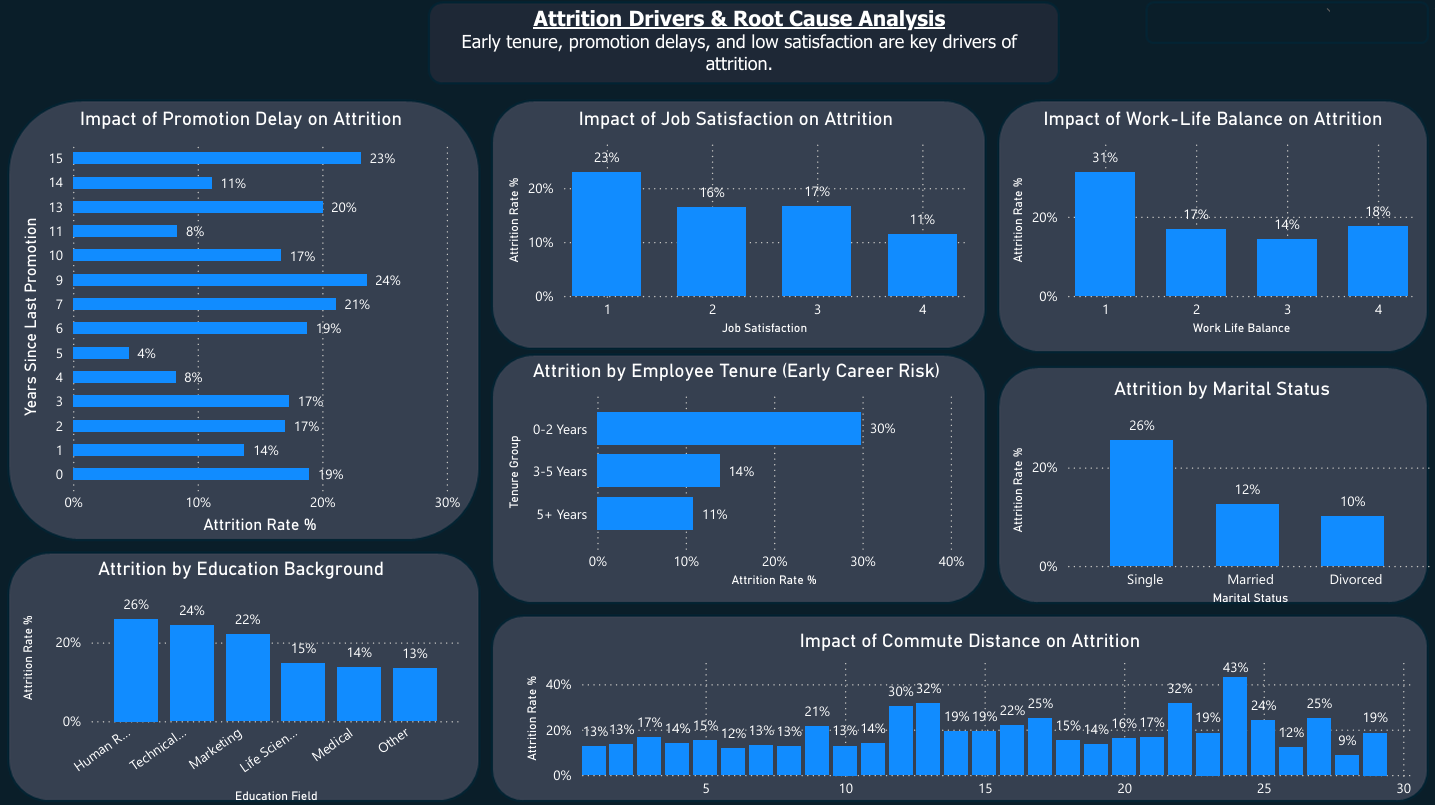 Attrition Drivers & Root Cause Analysis
Early tenure, promotion delays, and low satisfaction are key drivers of
attrition.
Impact of Promotion Delay on Attrition
Years Since Last Promotion
15 23%
14 11%
13 20%
11 8%
10 17%
9 24%
7 21%
6 19%
5 4%
4 8%
3 17%
2 17%
1 14%
0 19%
0% 10% 20% 30%
Attrition Rate %
Impact of Job Satisfaction on Attrition
Attrition Rate %
20%
10%
0%
23% 16% 17% 11%
1 2 3 4
Job Satisfaction
Impact of Work-Life Balance on Attrition
Attrition Rate %
20%
0%
31% 17% 14% 18%
1 2 3 4
Work Life Balance
Attrition by Employee Tenure (Early Career Risk)
Tenure Group
0-2 Years 30%
3-5 Years 14%
5+ Years 11%
0% 10% 20% 30% 40%
Attrition Rate %
Attrition by Marital Status
Attrition Rate %
20%
0%
26% 12% 10%
Single Married Divorced
Marital Status
Attrition by Education Background
Attrition Rate %
20%
0%
26% 24% 22% 15% 14% 13%
Human R... Technical... Marketing Life Scien... Medical Other
Education Field
Impact of Commute Distance on Attrition
Attrition Rate %
40%
20%
0%
13% 13% 17% 14% 15% 12% 13% 13% 21% 13% 14% 30% 32% 19% 19% 22% 25% 15% 14% 16% 17% 32% 19% 43% 24% 12% 25% 9% 19%
5 10 15 20 25 30